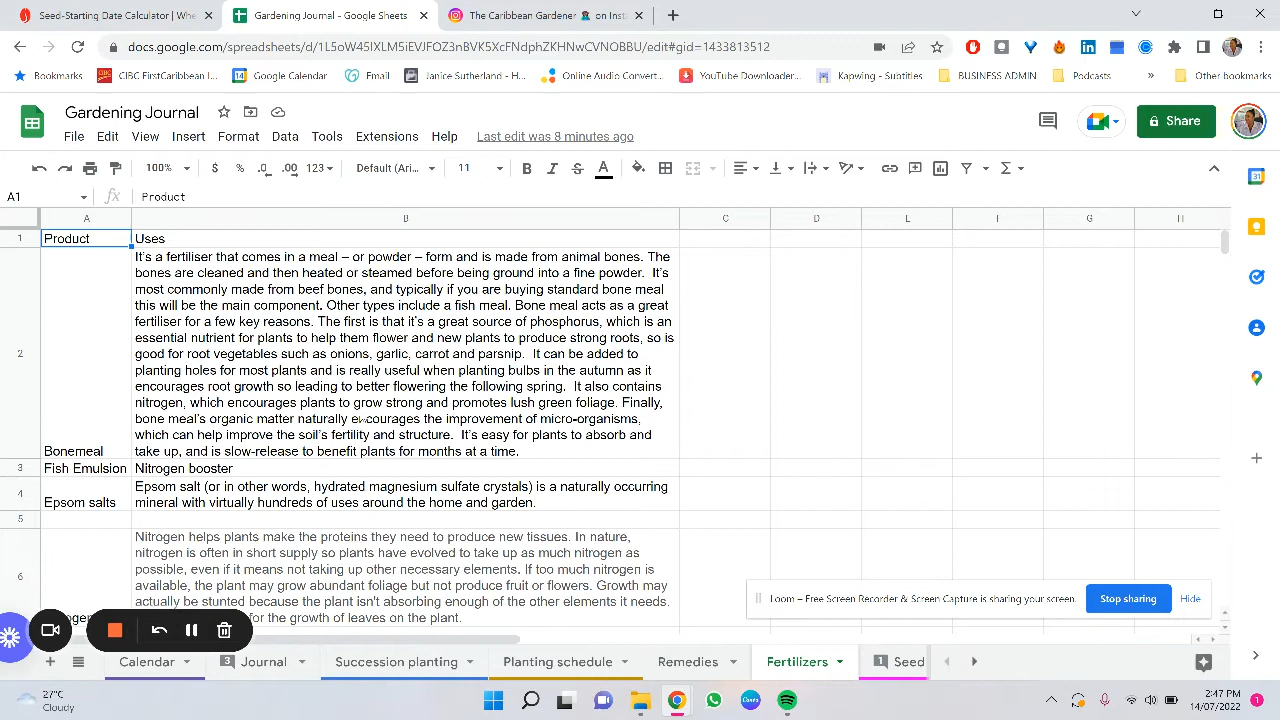 Seed-Starting Date Calculator | Whe
Gardening Journal - Google Sheets
The Caribbean Gardener on Inst
docs.google.com/spreadsheets/d/1L5oW45IXLM5iEVJFOZ3nBVK5XcFNdphZKHNwCVNOBBU/edit#gid=1433813512
Bookmarks
CIBC FirstCaribbean I...
Google Calendar
Email
Janice Sutherland - H...
Online Audio Convert...
YouTube Downloader...
Kapwing - Subtitles
BUSINESS ADMIN
Podcasts
»
Other bookmarks
Gardening Journal
File Edit View Insert Format Data Tools Extensions Help Last edit was 8 minutes ago
Share
100% $ % .0 .00 123 Default (Ari... 11 B I S A
A1 fx Product
A B C D E F G H
1 Product Uses
It's a fertiliser that comes in a meal – or powder – form and is made from animal bones. The
bones are cleaned and then heated or steamed before being ground into a fine powder. It's
most commonly made from beef bones, and typically if you are buying standard bone meal
this will be the main component. Other types include a fish meal. Bone meal acts as a great
fertiliser for a few key reasons. The first is that it's a great source of phosphorus, which is an
essential nutrient for plants to help them flower and new plants to produce strong roots, so is
2 good for root vegetables such as onions, garlic, carrot and parsnip. It can be added to
planting holes for most plants and is really useful when planting bulbs in the autumn as it
encourages root growth so leading to better flowering the following spring. It also contains
nitrogen, which encourages plants to grow strong and promotes lush green foliage. Finally,
bone meal's organic matter naturally encourages the improvement of micro-organisms,
which can help improve the soil's fertility and structure. It's easy for plants to absorb and
Bonemeal take up, and is slow-release to benefit plants for months at a time.
3 Fish Emulsion Nitrogen booster
Epsom salt (or in other words, hydrated magnesium sulfate crystals) is a naturally occurring
4 Epsom salts mineral with virtually hundreds of uses around the home and garden.
5
Nitrogen helps plants make the proteins they need to produce new tissues. In nature,
nitrogen is often in short supply so plants have evolved to take up as much nitrogen as
possible, even if it means not taking up other necessary elements. If too much nitrogen is
6 available, the plant may grow abundant foliage but not produce fruit or flowers. Growth may
actually be stunted because the plant isn't absorbing enough of the other elements it needs.
for the growth of leaves on the plant.
Loom – Free Screen Recorder & Screen Capture is sharing your screen.
Stop sharing
Hide
Calendar
3 Journal
Succession planting
Planting schedule
Remedies
Fertilizers
1 Seed
27°C
Cloudy
2:47 PM
14/07/2022
1